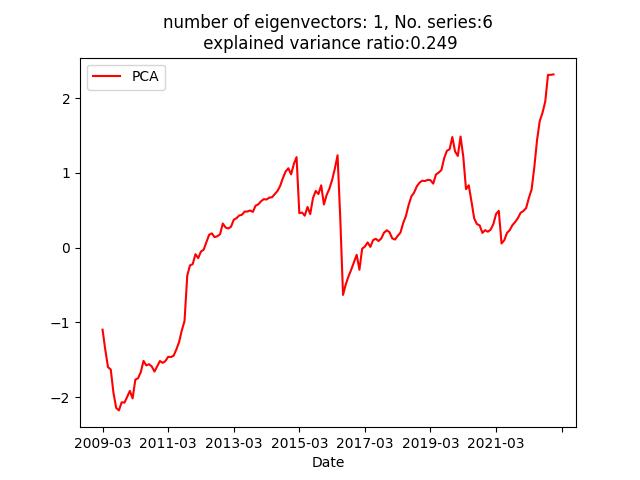 number of eigenvectors: 1, No. series:6
explained variance ratio:0.249
PCA
2
1
0
−1
−2
2009-03 2011-03 2013-03 2015-03 2017-03 2019-03 2021-03
Date